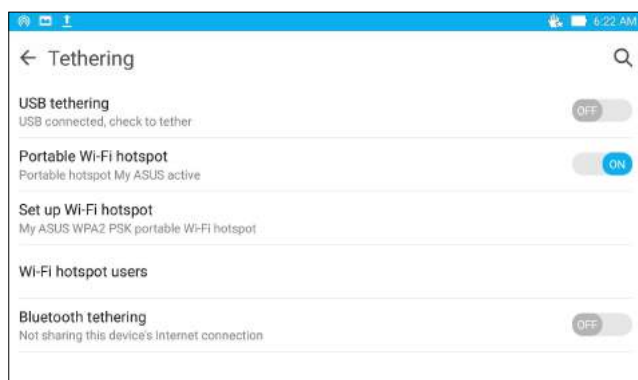 6:22 AM
Tethering
USB tethering
USB connected, check to tether
OFF
Portable Wi-Fi hotspot
Portable hotspot My ASUS active
ON
Set up Wi-Fi hotspot
My ASUS WPA2 PSK portable Wi-Fi hotspot
Wi-Fi hotspot users
Bluetooth tethering
Not sharing this device's Internet connection
OFF